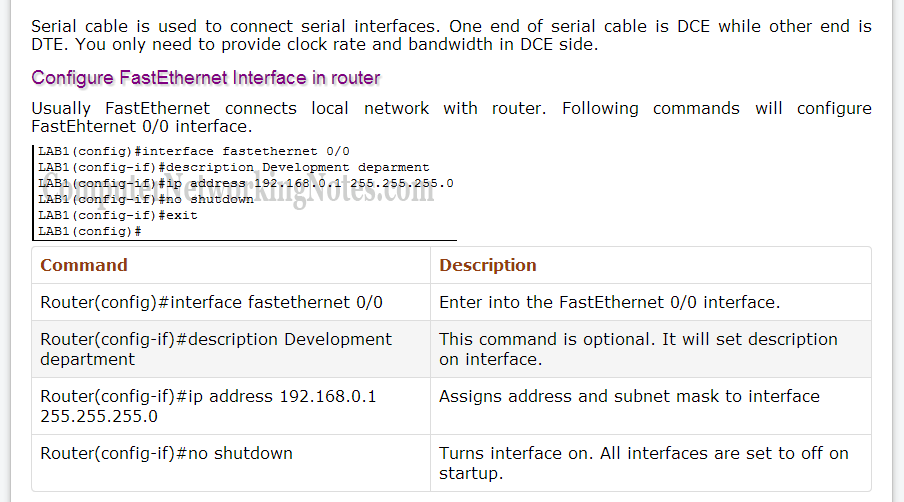 Serial cable is used to connect serial interfaces. One end of serial cable is DCE while other end is
DTE. You only need to provide clock rate and bandwidth in DCE side.
Configure FastEthernet Interface in router
Usually FastEthernet connects local network with router. Following commands will configure
FastEhternet 0/0 interface.
LAB1(config)#interface fastethernet 0/0
LAB1(config-if)#description Development deparment
LAB1(config-if)#ip address 192.168.0.1 255.255.255.0
LAB1(config-if)#no shutdown
LAB1(config-if)#exit
LAB1(config)#
ComputerNetworkingNotes.com
Command Description
Router(config)#interface fastethernet 0/0 Enter into the FastEthernet 0/0 interface.
Router(config-if)#description Development
department
This command is optional. It will set description
on interface.
Router(config-if)#ip address 192.168.0.1
255.255.255.0
Assigns address and subnet mask to interface
Router(config-if)#no shutdown
Turns interface on. All interfaces are set to off on
startup.